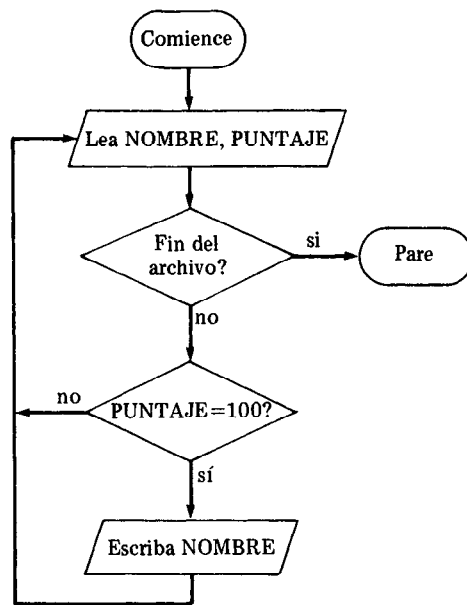 Comience
Lea NOMBRE, PUNTAJE
Fin del
archivo?
si
Pare
no
PUNTAJE=100?
no
sí
Escriba NOMBRE